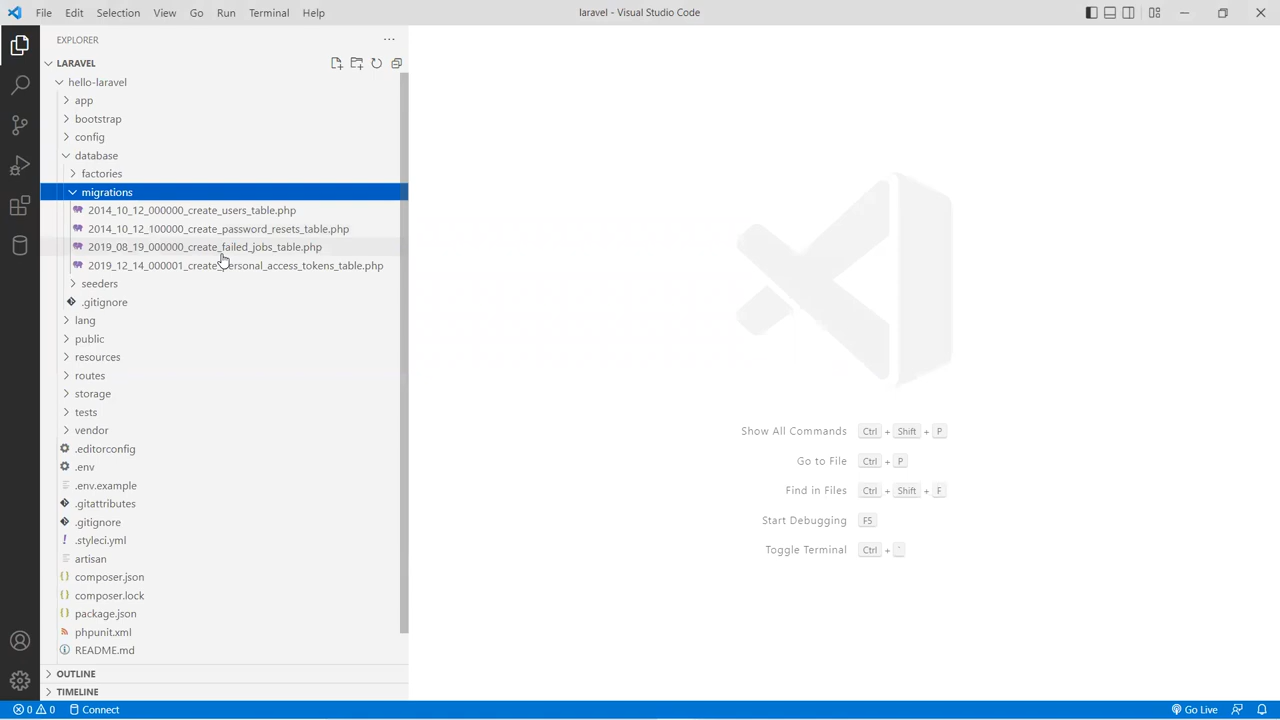 File Edit Selection View Go Run Terminal Help
laravel - Visual Studio Code
EXPLORER
LARAVEL
hello-laravel
app
bootstrap
config
database
factories
migrations
2014_10_12_000000_create_users_table.php
2014_10_12_100000_create_password_resets_table.php
2019_08_19_000000_create_failed_jobs_table.php
2019_12_14_000001_create_personal_access_tokens_table.php
seeders
.gitignore
lang
public
resources
routes
storage
tests
vendor
.editorconfig
.env
.env.example
.gitattributes
.gitignore
.styleci.yml
artisan
composer.json
composer.lock
package.json
phpunit.xml
README.md
OUTLINE
TIMELINE
Show All Commands Ctrl + Shift + P
Go to File Ctrl + P
Find in Files Ctrl + Shift + F
Start Debugging F5
Toggle Terminal Ctrl + `
0 0 Connect
Go Live